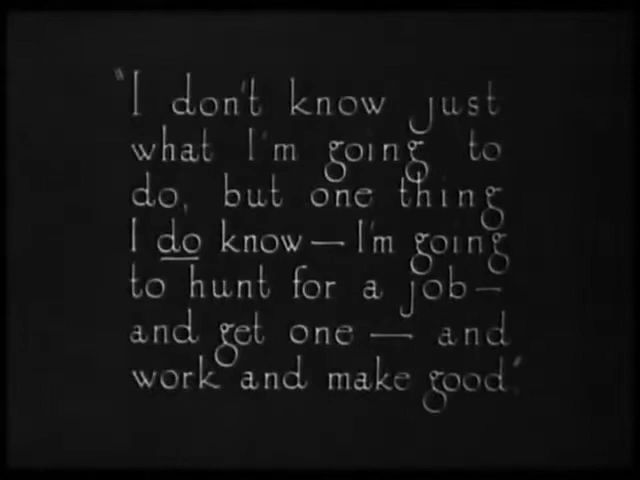 "I don't know just
what I'm going to
do, but one thing
I do know — I'm going
to hunt for a job —
and get one — and
work and make good."